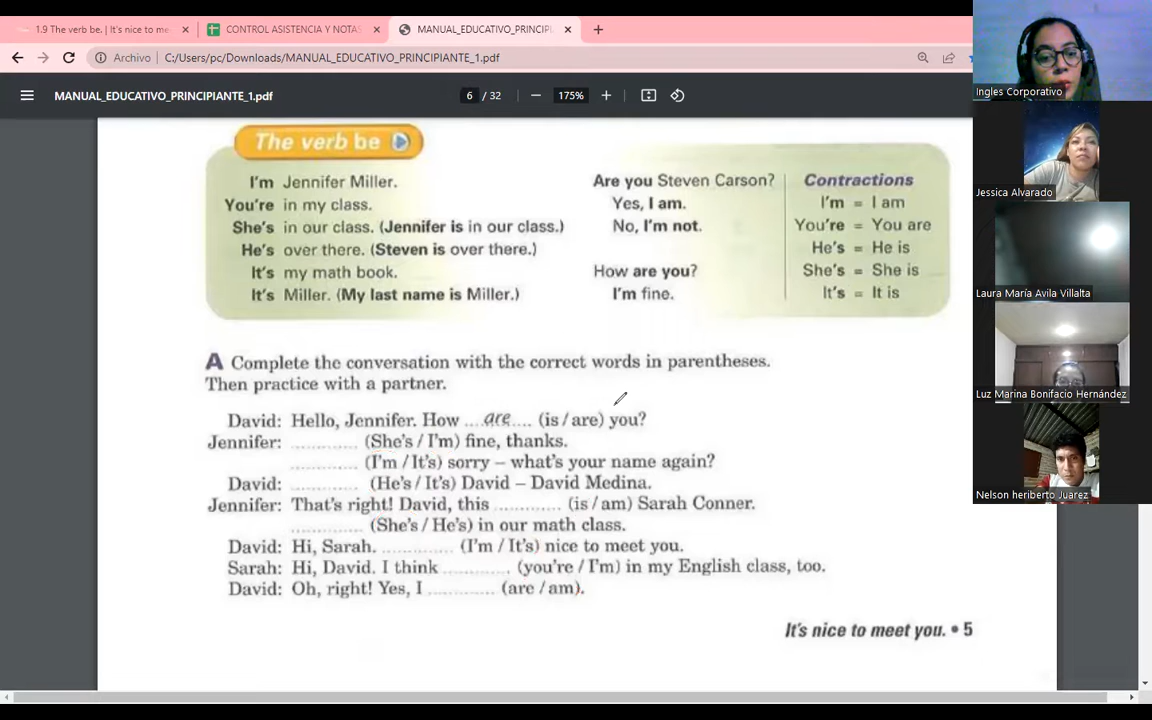 1.9 The verb be. | It's nice to me
CONTROL ASISTENCIA Y NOTAS
MANUAL_EDUCATIVO_PRINCIPI
Archivo | C:/Users/pc/Downloads/MANUAL_EDUCATIVO_PRINCIPIANTE_1.pdf
MANUAL_EDUCATIVO_PRINCIPIANTE_1.pdf
6 / 32
175%
The verb be
I'm Jennifer Miller.
You're in my class.
She's in our class. (Jennifer is in our class.)
He's over there. (Steven is over there.)
It's my math book.
It's Miller. (My last name is Miller.)
Are you Steven Carson?
Yes, I am.
No, I'm not.
How are you?
I'm fine.
Contractions
I'm = I am
You're = You are
He's = He is
She's = She is
It's = It is
A Complete the conversation with the correct words in parentheses.
Then practice with a partner.
David: Hello, Jennifer. How ....are.... (is / are) you?
Jennifer: ............ (She's / I'm) fine, thanks.
............ (I'm / It's) sorry – what's your name again?
David: ............ (He's / It's) David – David Medina.
Jennifer: That's right! David, this ............ (is / am) Sarah Conner.
............ (She's / He's) in our math class.
David: Hi, Sarah. ............ (I'm / It's) nice to meet you.
Sarah: Hi, David. I think ............ (you're / I'm) in my English class, too.
David: Oh, right! Yes, I ............ (are / am).
It's nice to meet you. • 5
Ingles Corporativo
Jessica Alvarado
Laura María Avila Villalta
Luz Marina Bonifacio Hernández
Nelson heriberto Juarez